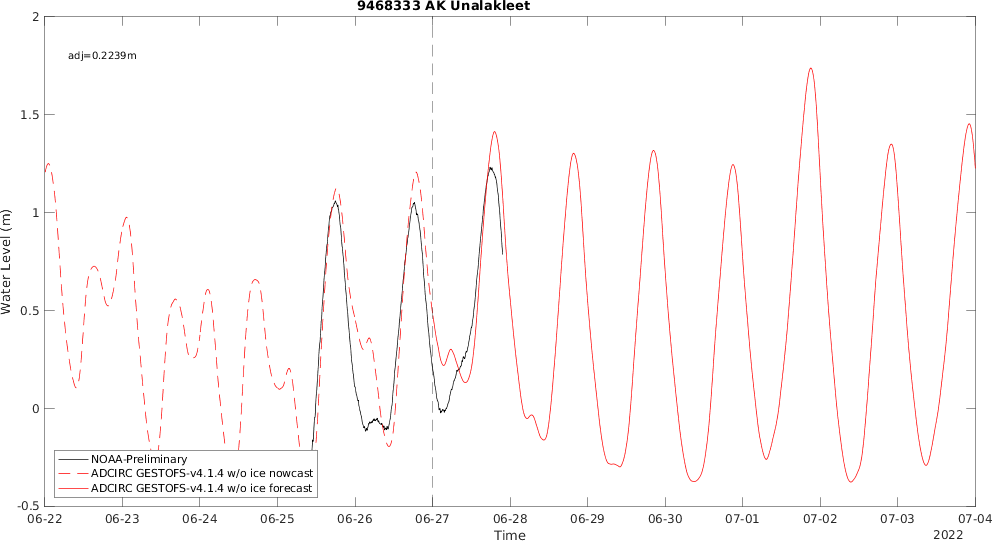 9468333 AK Unalakleet
adj=0.2239m
Water Level (m)
2
1.5
1
0.5
0
-0.5
NOAA-Preliminary
ADCIRC GESTOFS-v4.1.4 w/o ice nowcast
ADCIRC GESTOFS-v4.1.4 w/o ice forecast
06-22 06-23 06-24 06-25 06-26 06-27 06-28 06-29 06-30 07-01 07-02 07-03 07-04
Time
2022